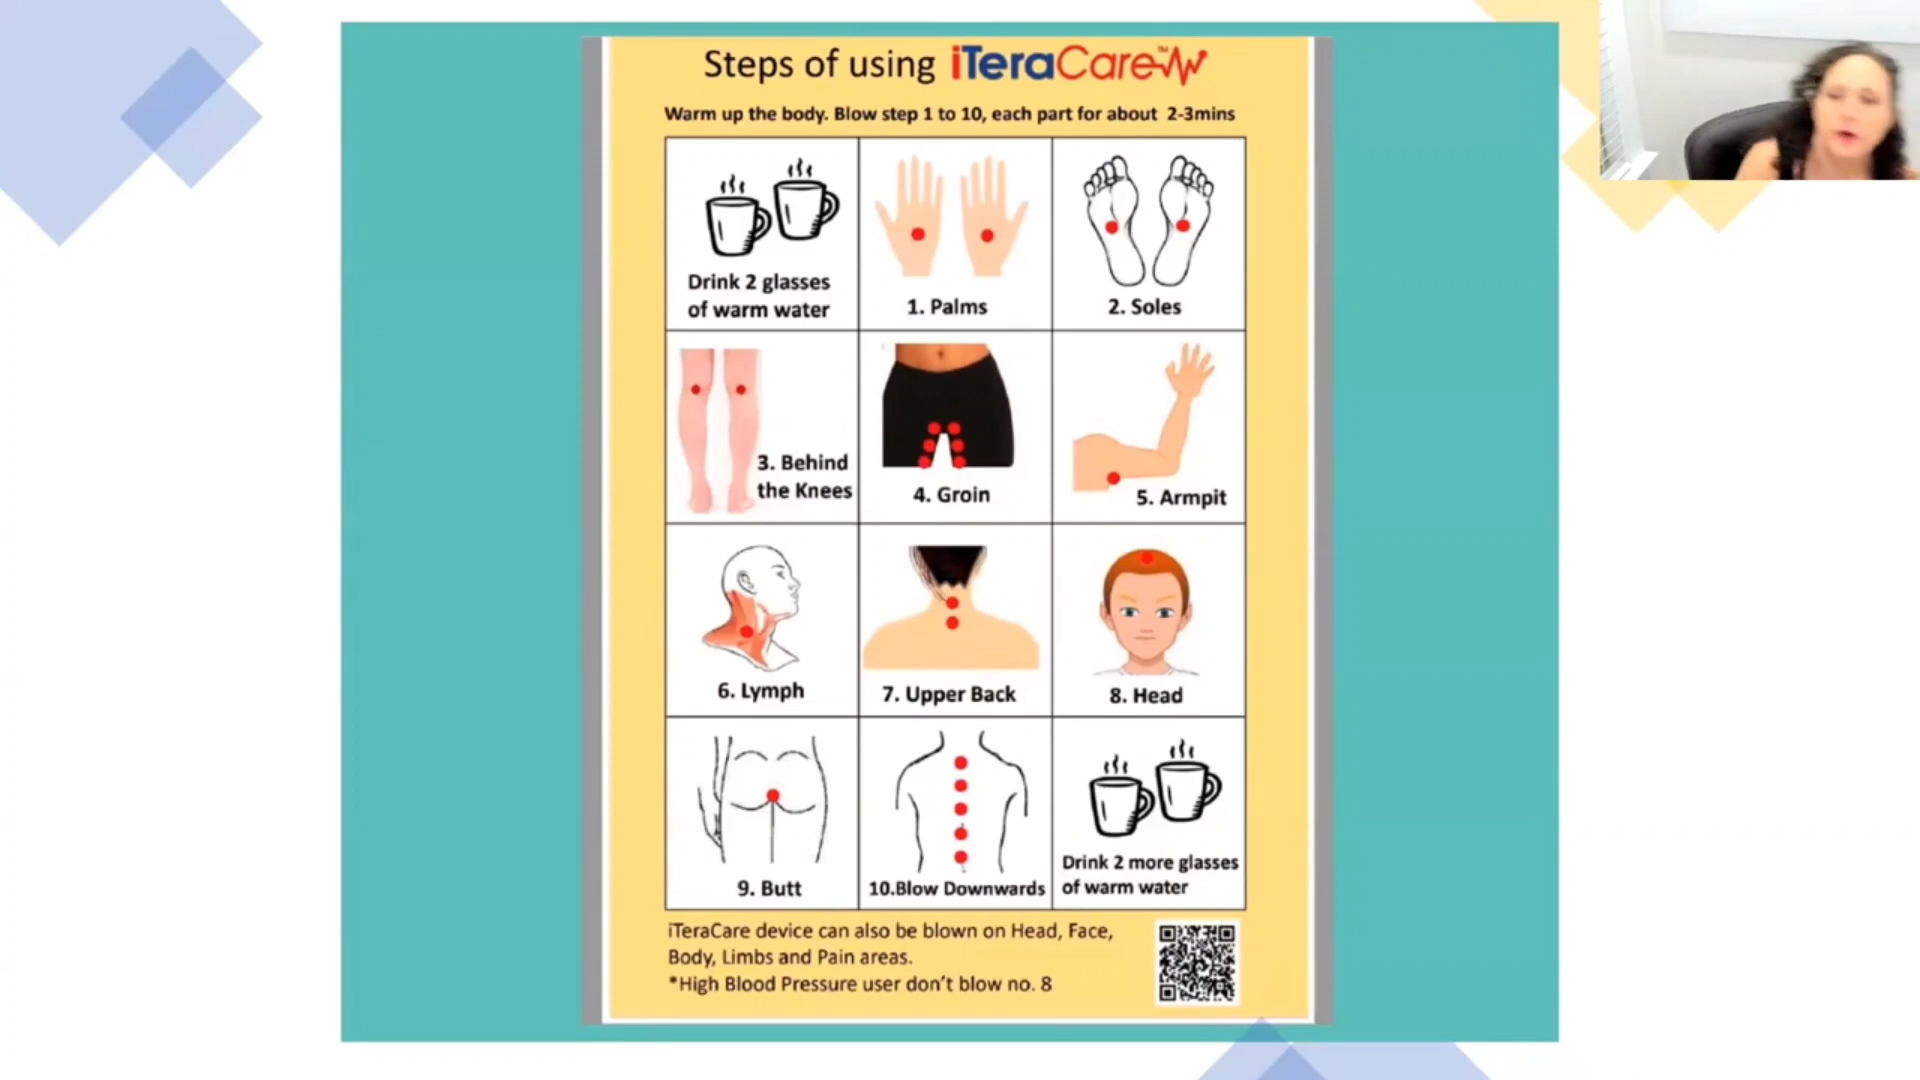 Steps of using iTeraCare™
Warm up the body. Blow step 1 to 10, each part for about 2-3mins
Drink 2 glasses
of warm water
1. Palms
2. Soles
3. Behind
the Knees
4. Groin
5. Armpit
6. Lymph
7. Upper Back
8. Head
9. Butt
10.Blow Downwards
Drink 2 more glasses
of warm water
iTeraCare device can also be blown on Head, Face,
Body, Limbs and Pain areas.
*High Blood Pressure user don't blow no. 8